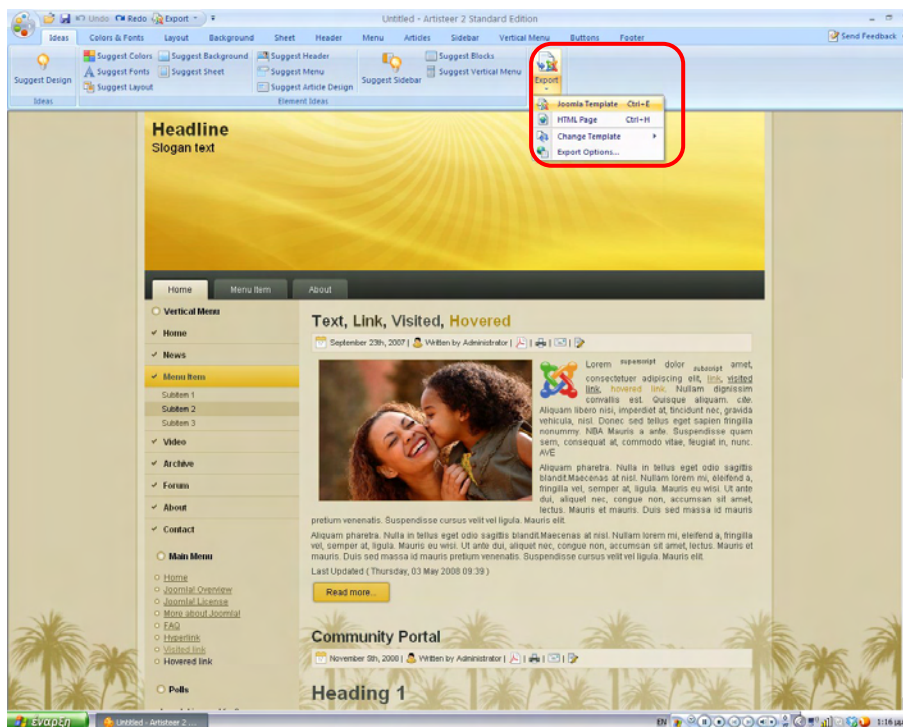 Undo Redo Export
Untitled - Artisteer 2 Standard Edition
Ideas Colors & Fonts Layout Background Sheet Header Menu Articles Sidebar Vertical Menu Buttons Footer
Send Feedback
Suggest Design
Suggest Colors
Suggest Fonts
Suggest Layout
Suggest Background
Suggest Sheet
Suggest Header
Suggest Menu
Suggest Article Design
Suggest Sidebar
Suggest Blocks
Suggest Vertical Menu
Export
Ideas
Element Ideas
Joomla Template Ctrl+E
HTML Page Ctrl+H
Change Template
Export Options...
Headline
Slogan text
Home Menu Item About
Vertical Menu
Home
News
Menu Item
Subitem 1
Subitem 2
Subitem 3
Video
Archive
Forum
About
Contact
Main Menu
Home
Joomla! Overview
Joomla! License
More about Joomla!
FAQ
Hyperlink
Visited link
Hovered link
Polls
Text, Link, Visited, Hovered
September 23th, 2007 | Written by Administrator |
Lorem superscript dolor subscript amet,
consectetuer adipiscing elit, link, visited
link, hovered link. Nullam dignissim
convallis est. Quisque aliquam. cite.
Aliquam libero nisi, imperdiet at, tincidunt nec, gravida
vehicula, nisl. Donec sed tellus eget sapien fringilla
nonummy. NBA Mauris a ante. Suspendisse quam
sem, consequat at, commodo vitae, feugiat in, nunc.
AVE
Aliquam pharetra. Nulla in tellus eget odio sagittis
blandit.Maecenas at nisl. Nullam lorem mi, eleifend a,
fringilla vel, semper at, ligula. Mauris eu wisi. Ut ante
dui, aliquet nec, congue non, accumsan sit amet,
lectus. Mauris et mauris. Duis sed massa id mauris
pretium venenatis. Suspendisse cursus velit vel ligula. Mauris elit.
Aliquam pharetra. Nulla in tellus eget odio sagittis blandit.Maecenas at nisl. Nullam lorem mi, eleifend a, fringilla
vel, semper at, ligula. Mauris eu wisi. Ut ante dui, aliquet nec, congue non, accumsan sit amet, lectus. Mauris et
mauris. Duis sed massa id mauris pretium venenatis. Suspendisse cursus velit vel ligula. Mauris elit.
Last Updated ( Thursday, 03 May 2008 09:39 )
Read more...
Community Portal
November 5th, 2008 | Written by Administrator |
Heading 1
έναρξη
Untitled - Artisteer 2 ...
EN
1:16 μμ